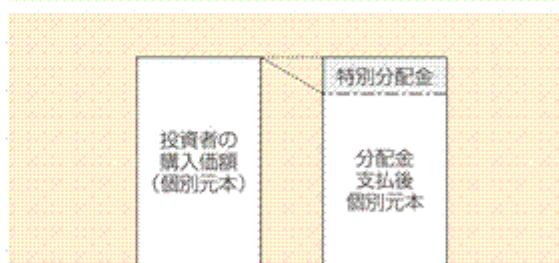 投資者の
購入価額
(個別元本)
特別分配金
分配金
支払後
個別元本